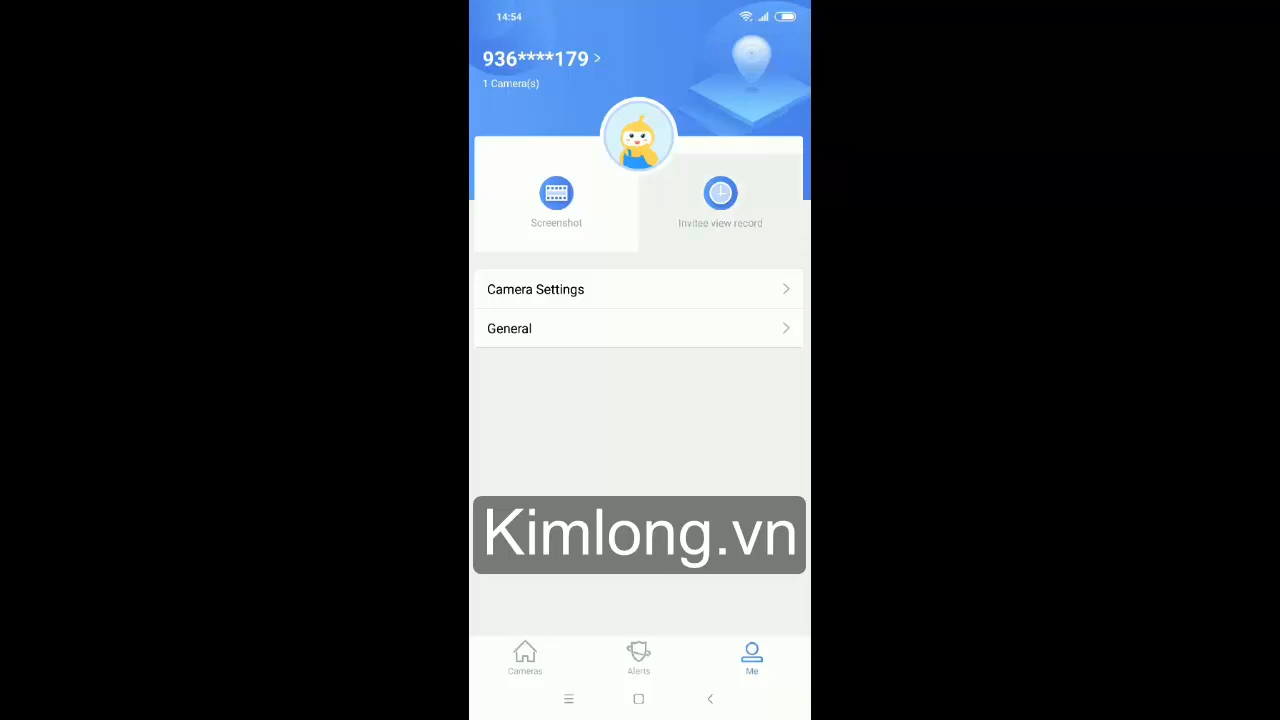 14:54
936****179 >
1 Camera(s)
Screenshot
Invitee view record
Camera Settings
General
Kimlong.vn
Cameras
Alerts
Me